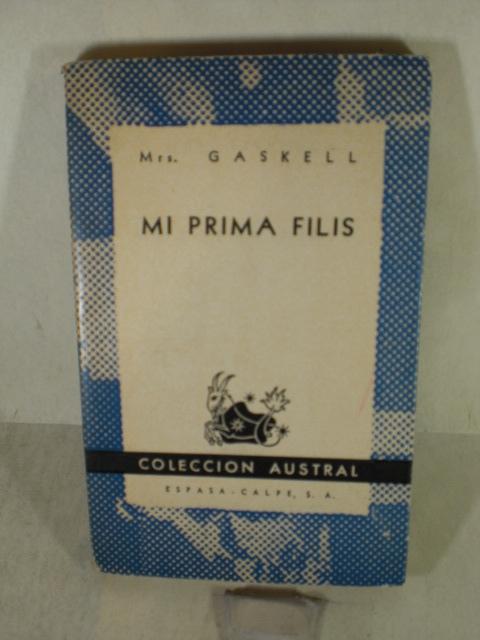 Mrs. GASKELL
MI PRIMA FILIS
COLECCION AUSTRAL
ESPASA-CALPE, S. A.